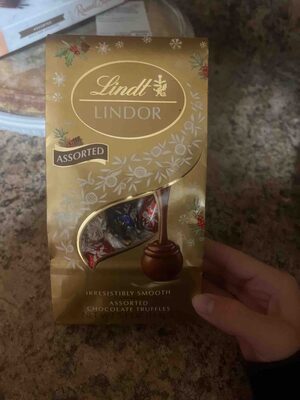 Lindt
LINDOR
ASSORTED
IRRESISTIBLY SMOOTH
ASSORTED
CHOCOLATE TRUFFLES